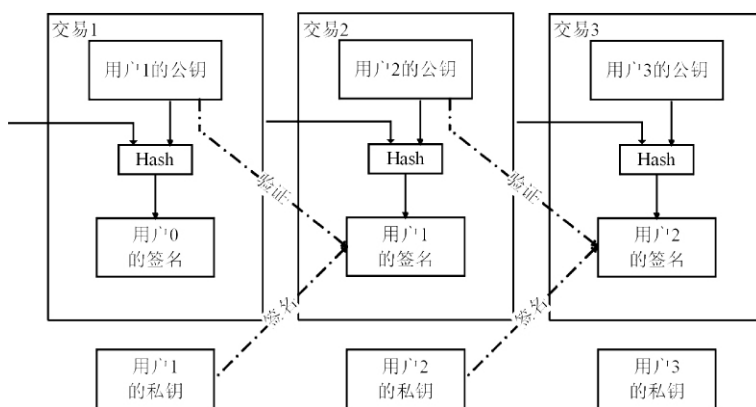 交易1
交易2
交易3
用户1的公钥
用户2的公钥
用户3的公钥
Hash
Hash
Hash
验证
验证
用户0
的签名
用户1
的签名
用户2
的签名
签名
签名
用户1
的私钥
用户2
的私钥
用户3
的私钥